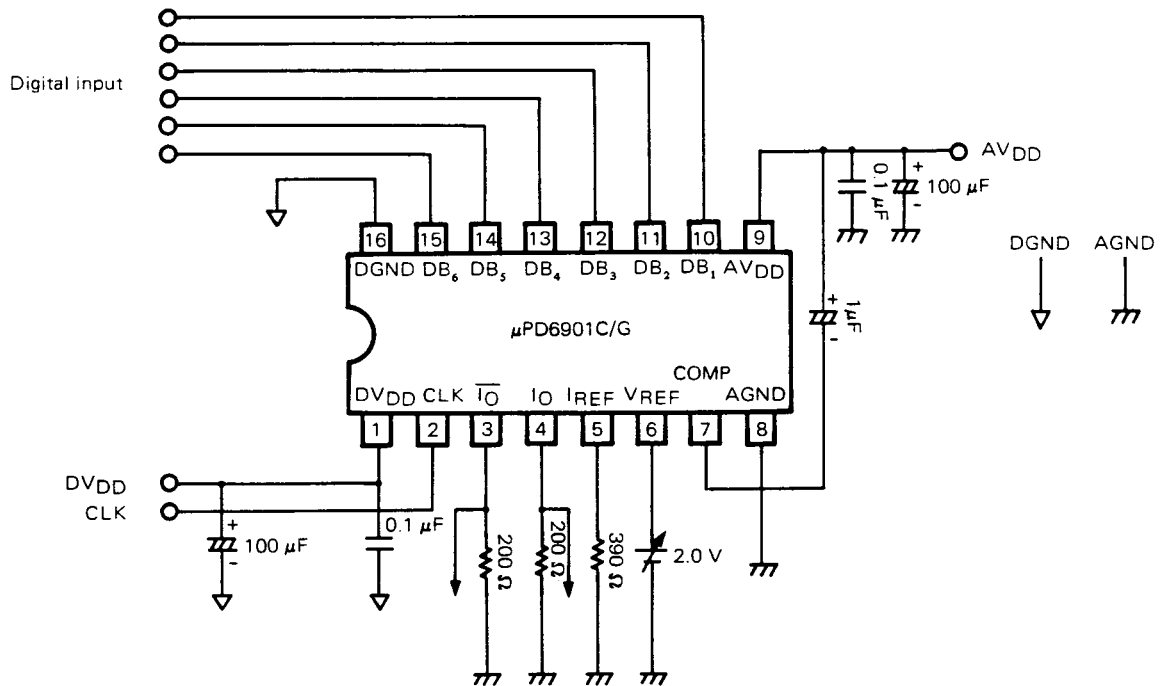 Digital input
AVDD
+
0.1 µF
+
100 µF
-
16 15 14 13 12 11 10 9
DGND DB6 DB5 DB4 DB3 DB2 DB1 AVDD
DGND AGND
µPD6901C/G
+
1µF
-
COMP
DVDD CLK I̅O̅ IO IREF VREF AGND
1 2 3 4 5 6 7 8
DVDD
CLK
0.1 µF
+
100 µF
-
200 Ω
200 Ω
390 Ω
2.0 V